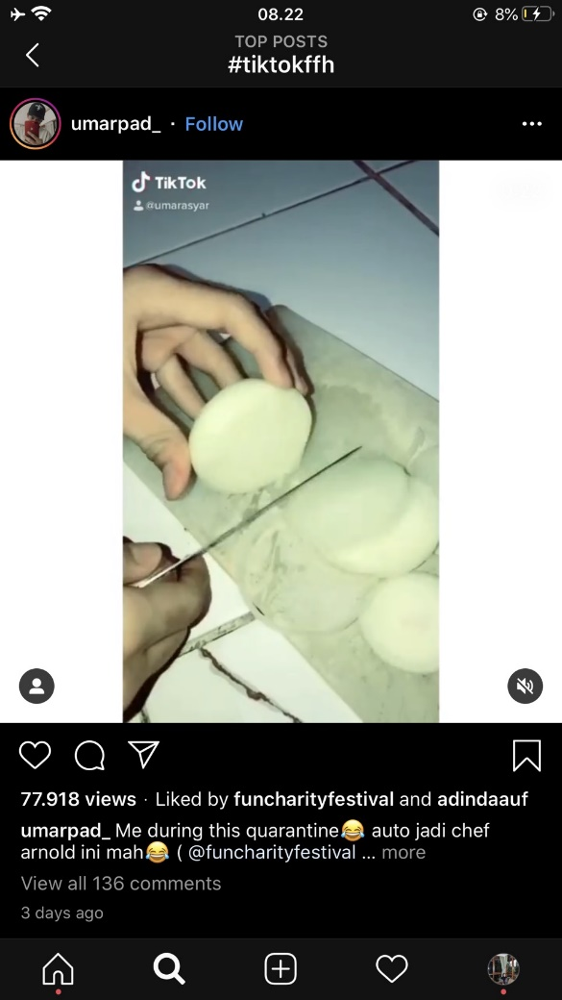 08.22
8%
TOP POSTS
#tiktokffh
umarpad_ · Follow
TikTok
@umarasyar
77.918 views · Liked by funcharityfestival and adindaauf
umarpad_ Me during this quarantine😂 auto jadi chef
arnold ini mah😂 ( @funcharityfestival ... more
View all 136 comments
3 days ago